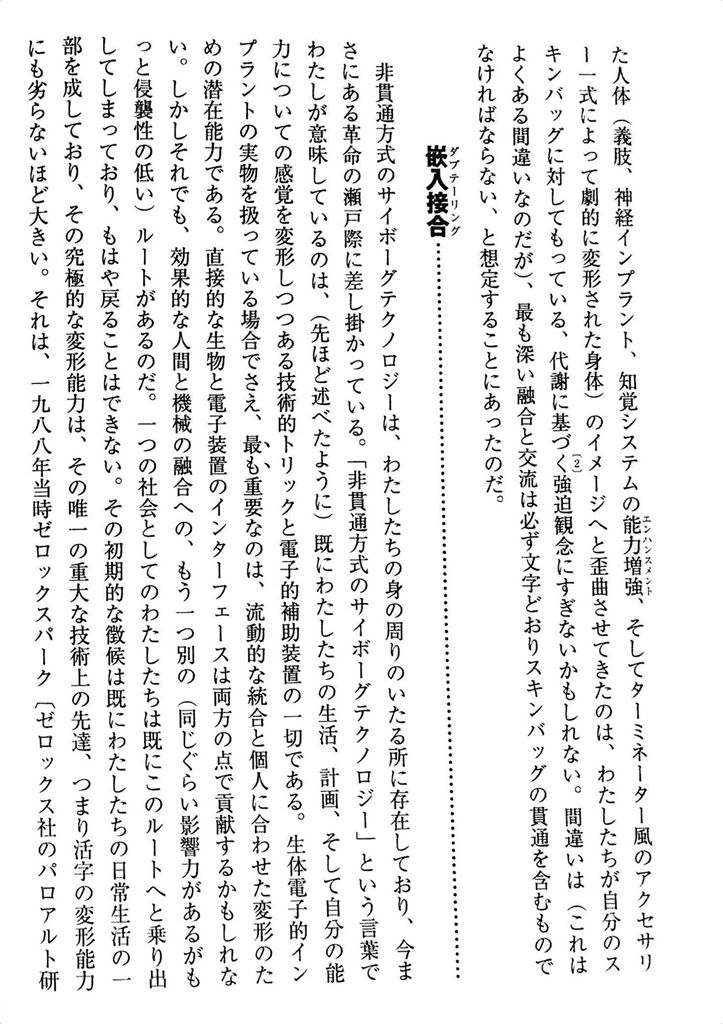 た人体（義肢、神経インプラント、知覚システムの能力増強、そしてターミネーター風のアクセサリ
エンハンスメント
ー一式によって劇的に変形された身体）のイメージへと歪曲させてきたのは、わたしたちが自分のス
キンバッグに対してもっている、代謝に基づく強迫観念にすぎないかもしれない。間違いは（これは
〔2〕
よくある間違いなのだが）、最も深い融合と交流は必ず文字どおりスキンバッグの貫通を含むもので
なければならない、と想定することにあったのだ。
嵌入接合
ダブテーリング
非貫通方式のサイボーグテクノロジーは、わたしたちの身の周りのいたる所に存在しており、今ま
さにある革命の瀬戸際に差し掛かっている。「非貫通方式のサイボーグテクノロジー」という言葉で
わたしが意味しているのは、（先ほど述べたように）既にわたしたちの生活、計画、そして自分の能
力についての感覚を変形しつつある技術的トリックと電子的補助装置の一切である。生体電子的イン
プラントの実物を扱っている場合でさえ、最も重要なのは、流動的な統合と個人に合わせた変形のた
めの潜在能力である。直接的な生物と電子装置のインターフェースは両方の点で貢献するかもしれな
い。しかしそれでも、効果的な人間と機械の融合への、もう一つ別の（同じぐらい影響力があるがも
っと侵襲性の低い）ルートがあるのだ。一つの社会としてのわたしたちは既にこのルートへと乗り出
してしまっており、もはや戻ることはできない。その初期的な徴候は既にわたしたちの日常生活の一
部を成しており、その究極的な変形能力は、その唯一の重大な技術上の先達、つまり活字の変形能力
にも劣らないほど大きい。それは、一九八八年当時ゼロックスパーク〔ゼロックス社のパロアルト研